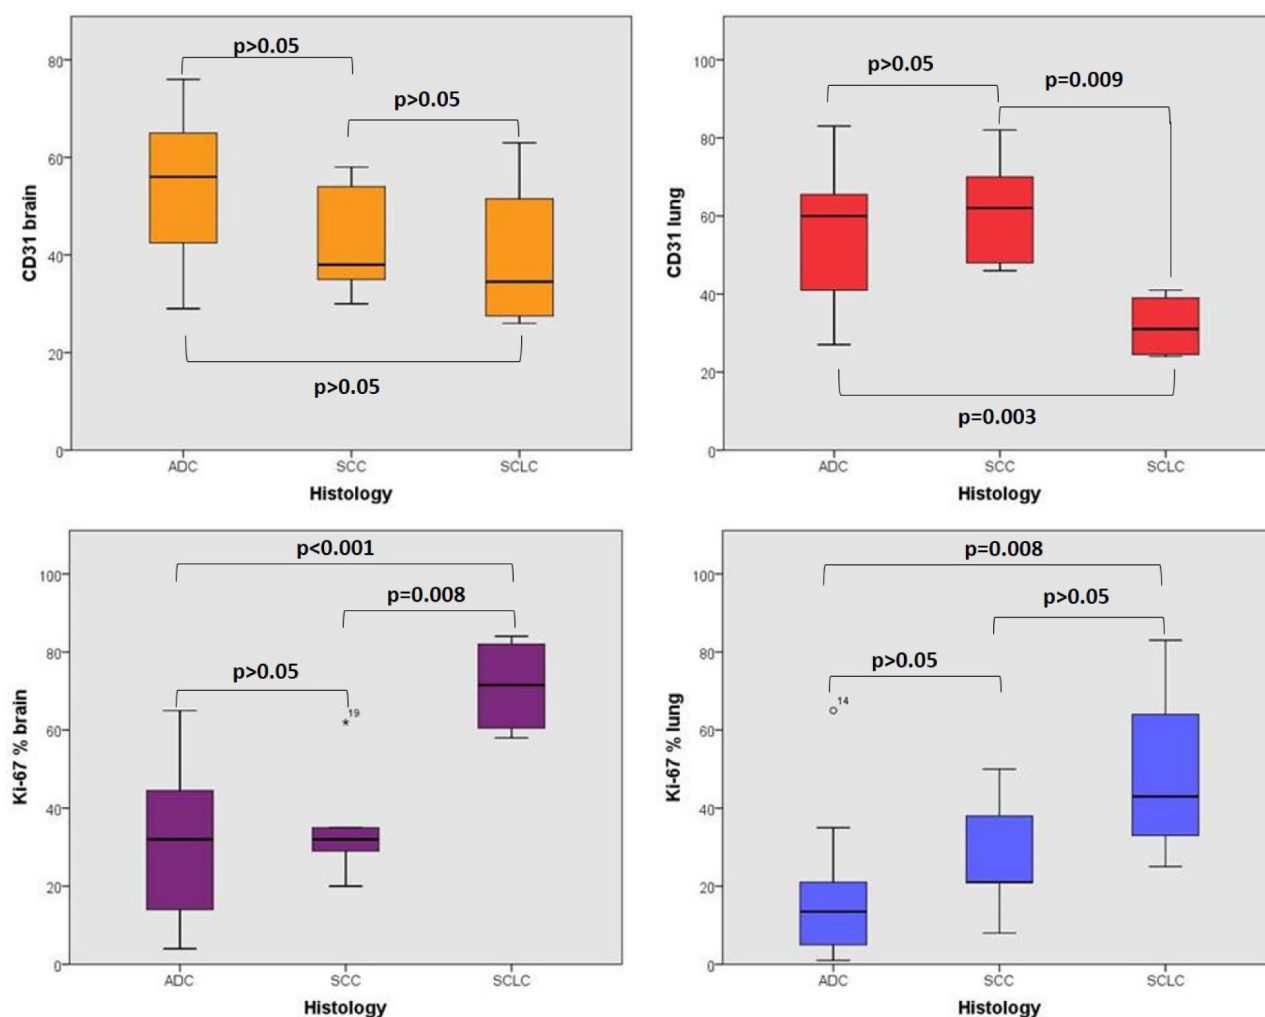 p>0.05
p>0.05
p>0.05
80
60
40
20
0
CD31 brain
ADC SCC SCLC
Histology
p>0.05
p=0.009
p=0.003
100
80
60
40
20
0
CD31 lung
ADC SCC SCLC
Histology
p<0.001
p=0.008
p>0.05
*19
100
80
60
40
20
0
Ki-67 % brain
ADC SCC SCLC
Histology
p=0.008
p>0.05
p>0.05
14
100
80
60
40
20
0
Ki-67 % lung
ADC SCC SCLC
Histology